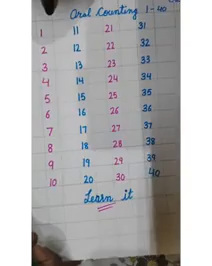 Oral Counting 1-40
1 11 21 31
2 12 22 32
3 13 23 33
4 14 24 34
5 15 25 35
6 16 26 36
7 17 27 37
8 18 28 38
9 19 29 39
10 20 30 40
Learn it